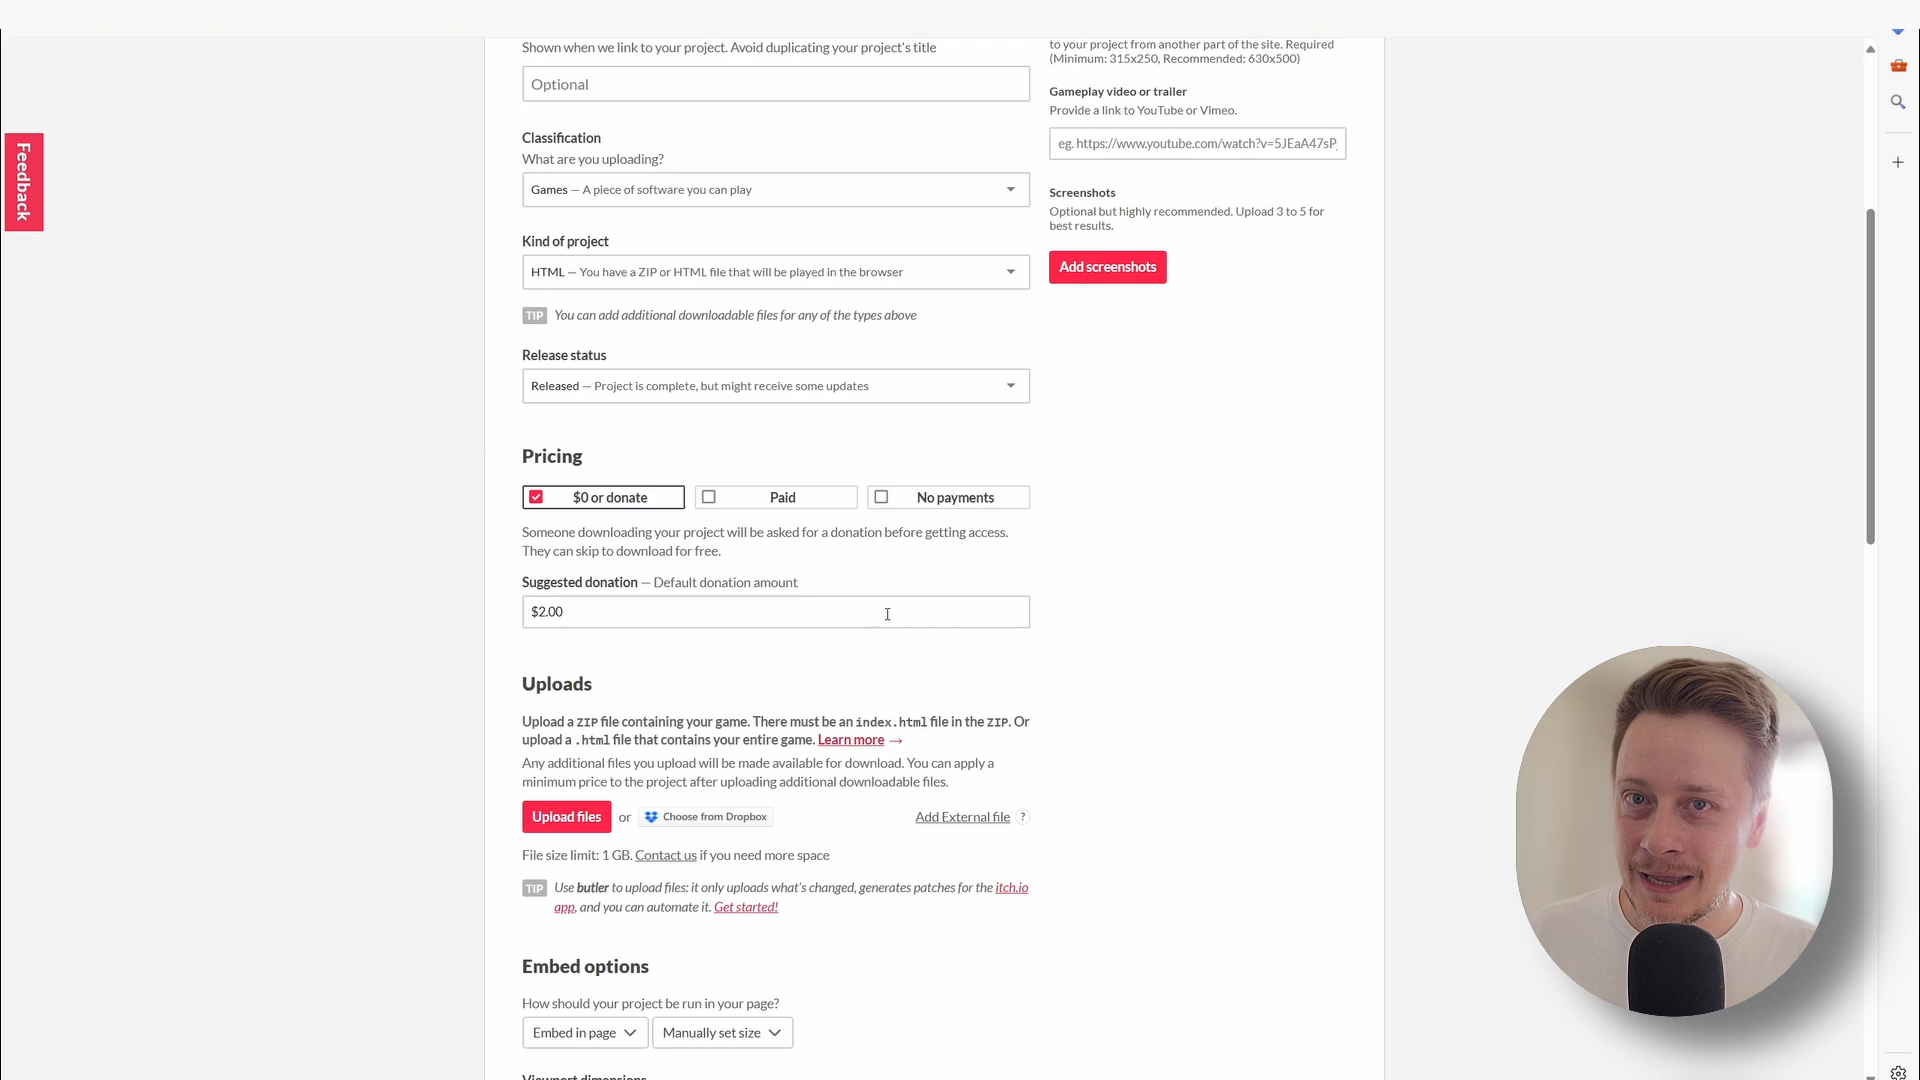 Shown when we link to your project. Avoid duplicating your project's title
Optional
Classification
What are you uploading?
Games — A piece of software you can play
Kind of project
HTML — You have a ZIP or HTML file that will be played in the browser
TIP You can add additional downloadable files for any of the types above
Release status
Released — Project is complete, but might receive some updates
Pricing
$0 or donate
Paid
No payments
Someone downloading your project will be asked for a donation before getting access.
They can skip to download for free.
Suggested donation — Default donation amount
$2.00
Uploads
Upload a ZIP file containing your game. There must be an index.html file in the ZIP. Or
upload a .html file that contains your entire game. Learn more →
Any additional files you upload will be made available for download. You can apply a
minimum price to the project after uploading additional downloadable files.
Upload files or Choose from Dropbox Add External file ?
File size limit: 1 GB. Contact us if you need more space
TIP Use butler to upload files: it only uploads what's changed, generates patches for the itch.io
app, and you can automate it. Get started!
Embed options
How should your project be run in your page?
Embed in page Manually set size
Viewport dimensions
to your project from another part of the site. Required
(Minimum: 315x250, Recommended: 630x500)
Gameplay video or trailer
Provide a link to YouTube or Vimeo.
eg. https://www.youtube.com/watch?v=5JEaA47sP
Screenshots
Optional but highly recommended. Upload 3 to 5 for
best results.
Add screenshots
Feedback